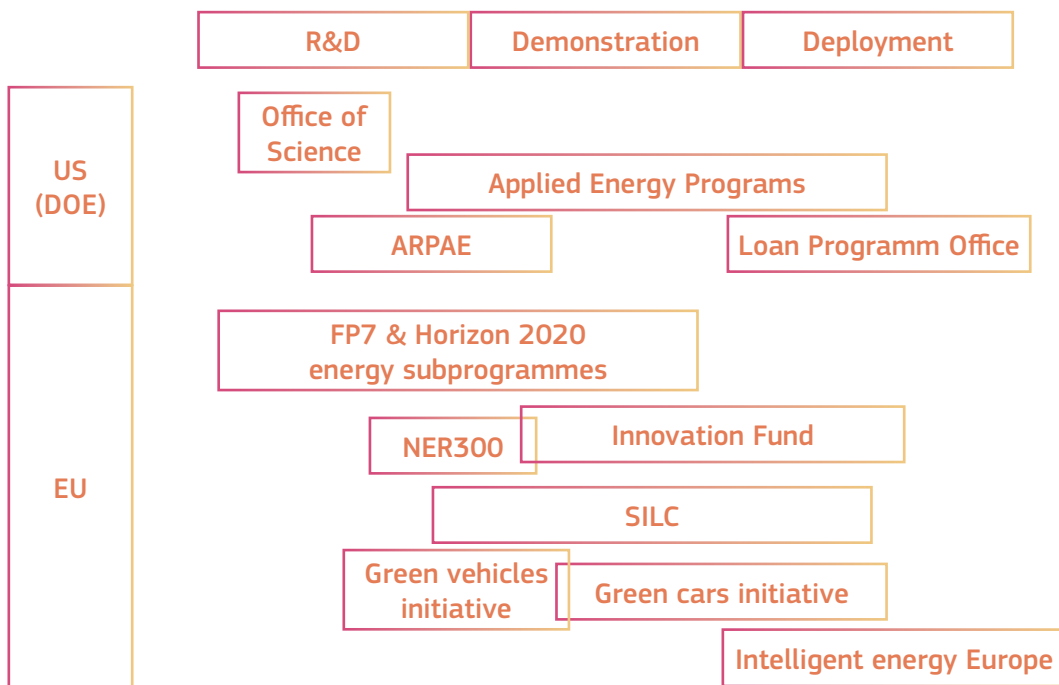 R&D
Demonstration
Deployment
US
(DOE)
Office of
Science
Applied Energy Programs
ARPAE
Loan Programm Office
EU
FP7 & Horizon 2020
energy subprogrammes
NER300
Innovation Fund
SILC
Green vehicles
initiative
Green cars initiative
Intelligent energy Europe